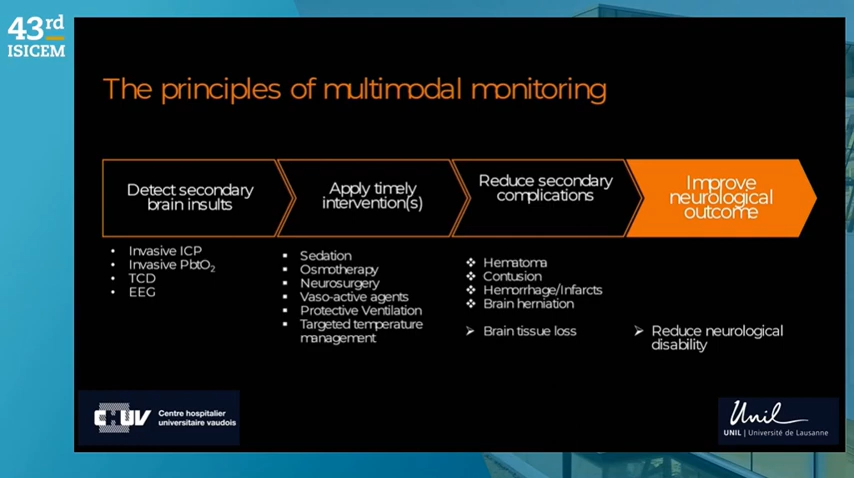 43rd
ISICEM
The principles of multimodal monitoring
Detect secondary
brain insults
Apply timely
intervention(s)
Reduce secondary
complications
Improve
neurological
outcome
• Invasive ICP
• Invasive PbtO₂
• TCD
• EEG
▪ Sedation
▪ Osmotherapy
▪ Neurosurgery
▪ Vaso-active agents
▪ Protective Ventilation
▪ Targeted temperature
management
❖ Hematoma
❖ Contusion
❖ Hemorrhage/Infarcts
❖ Brain herniation
➢ Brain tissue loss
➢ Reduce neurological
disability
CHUV
Centre hospitalier
universitaire vaudois
Unil
UNIL | Université de Lausanne